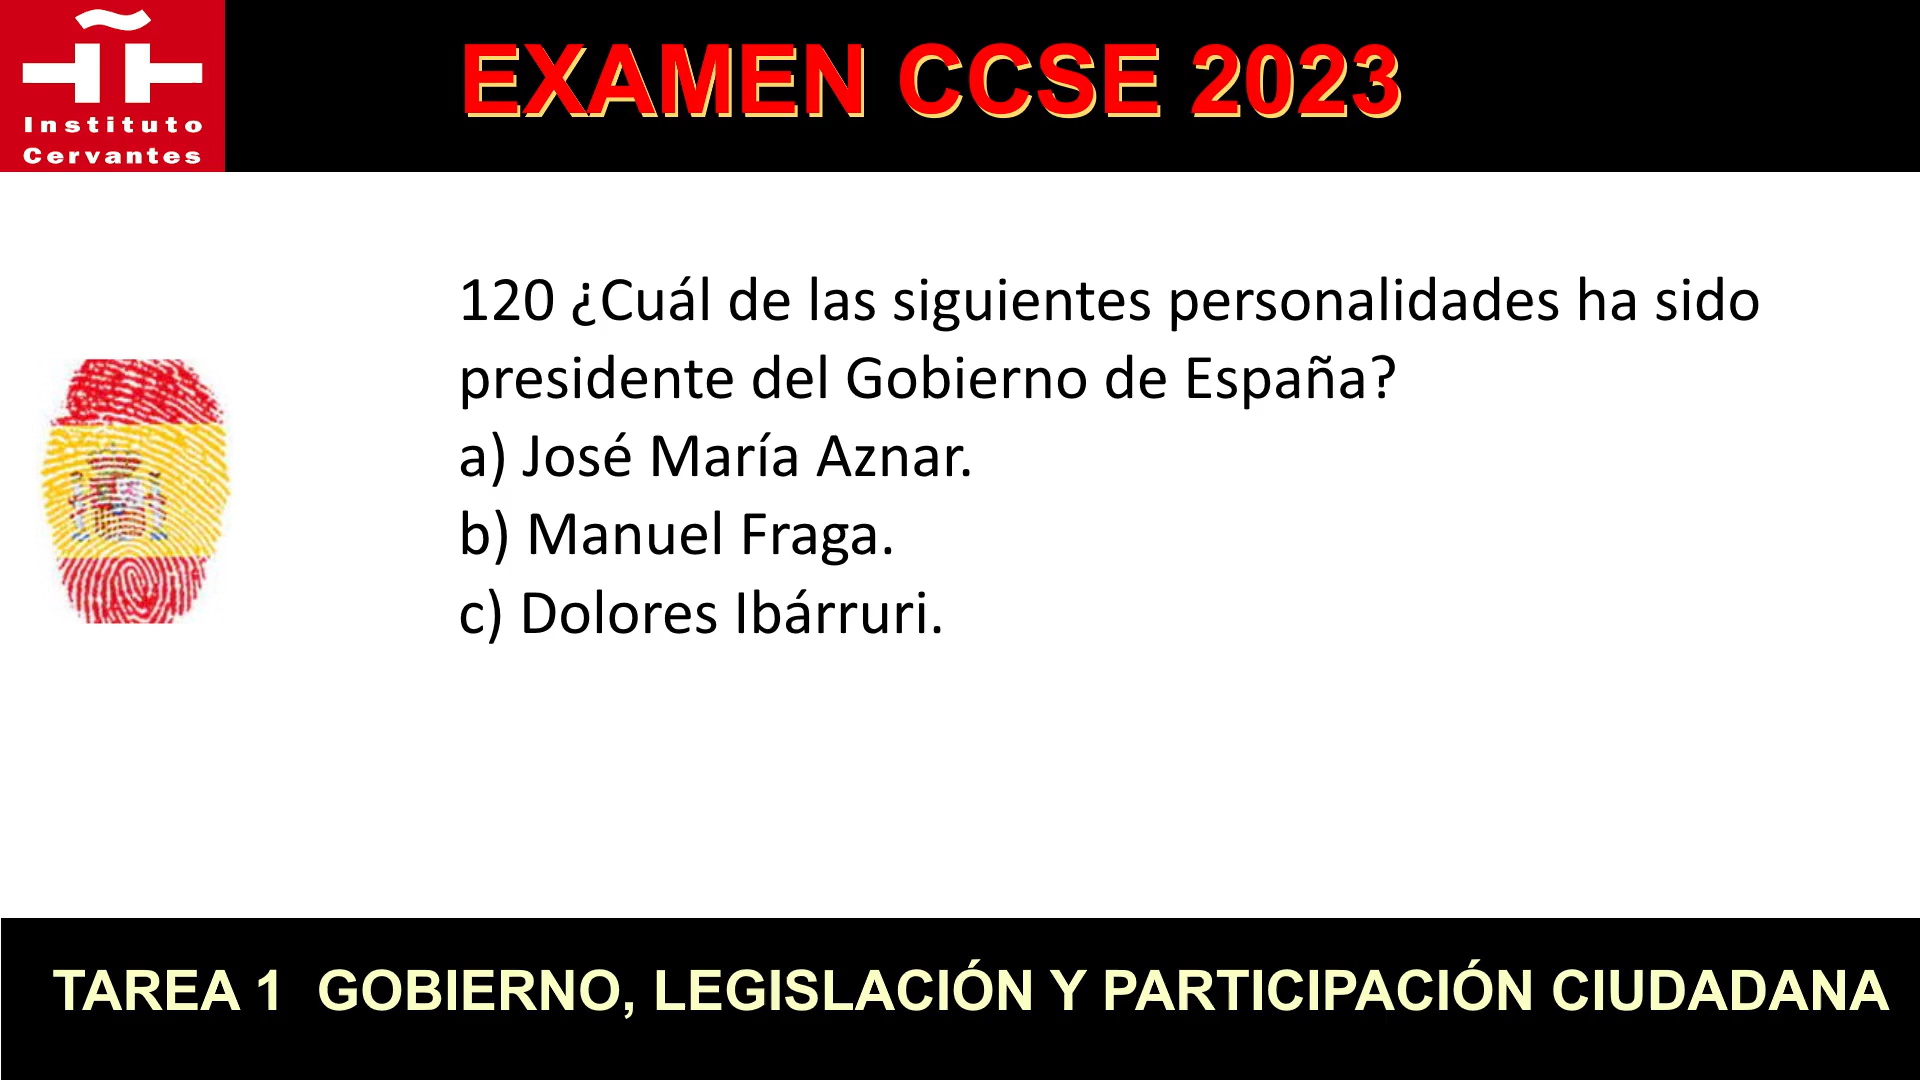 Instituto
Cervantes
EXAMEN CCSE 2023
120 ¿Cuál de las siguientes personalidades ha sido
presidente del Gobierno de España?
a) José María Aznar.
b) Manuel Fraga.
c) Dolores Ibárruri.
TAREA 1 GOBIERNO, LEGISLACIÓN Y PARTICIPACIÓN CIUDADANA